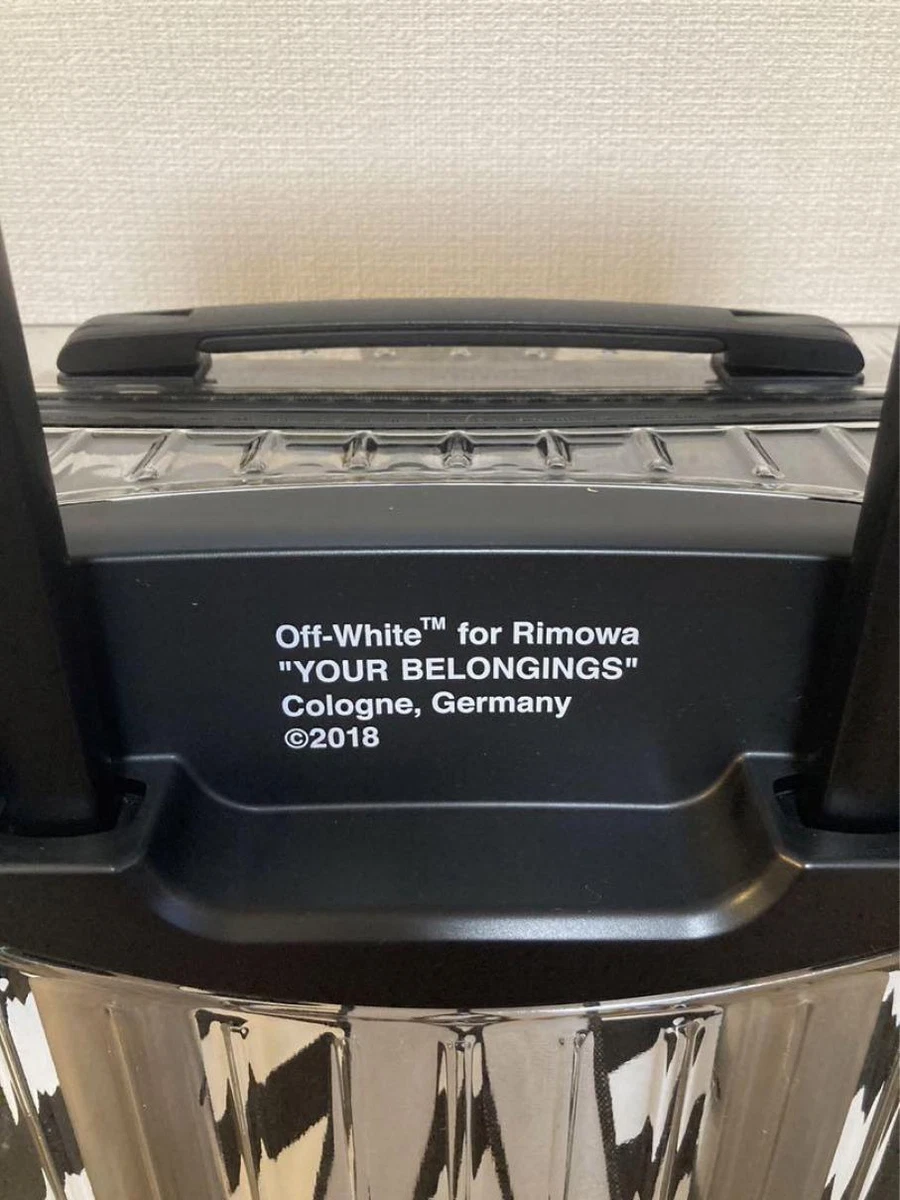 Off-White™ for Rimowa
"YOUR BELONGINGS"
Cologne, Germany
©2018